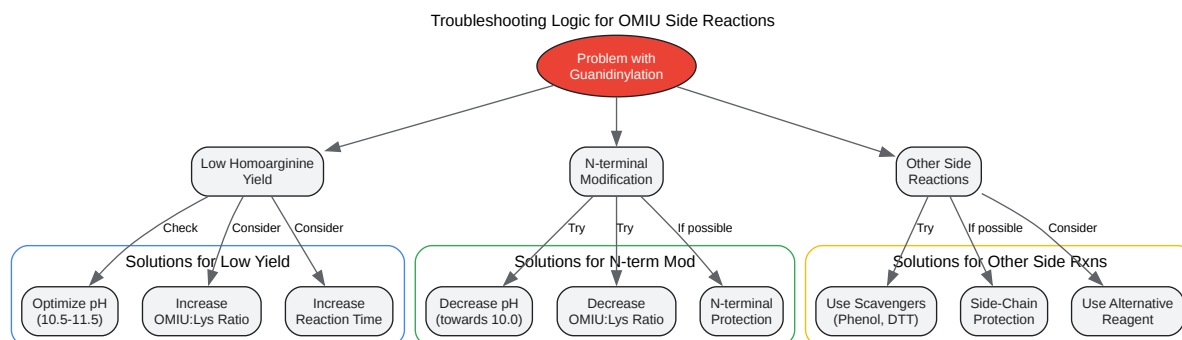 Troubleshooting Logic for OMIU Side Reactions
Problem with
Guanidinylation
Low Homoarginine
Yield
N-terminal
Modification
Other Side
Reactions
Check
Consider
Consider
Try
Try
If possible
Try
If possible
Consider
Solutions for Low Yield
Solutions for N-term Mod
Solutions for Other Side Rxns
Optimize pH
(10.5-11.5)
Increase
OMIU:Lys Ratio
Increase
Reaction Time
Decrease pH
(towards 10.0)
Decrease
OMIU:Lys Ratio
N-terminal
Protection
Use Scavengers
(Phenol, DTT)
Side-Chain
Protection
Use Alternative
Reagent